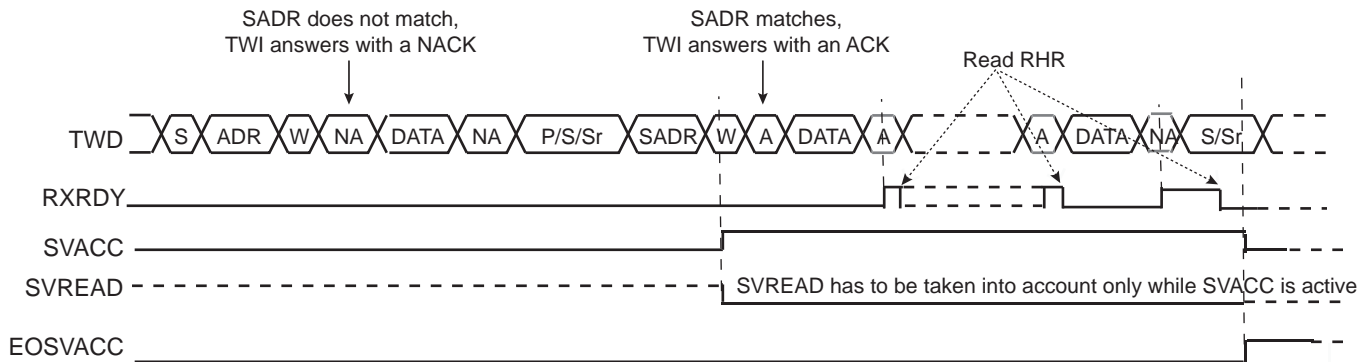 SADR does not match,
TWI answers with a NACK
SADR matches,
TWI answers with an ACK
Read RHR
TWD S ADR W NA DATA NA P/S/Sr SADR W A DATA A A DATA NA S/Sr
RXRDY
SVACC
SVREAD SVREAD has to be taken into account only while SVACC is active
EOSVACC